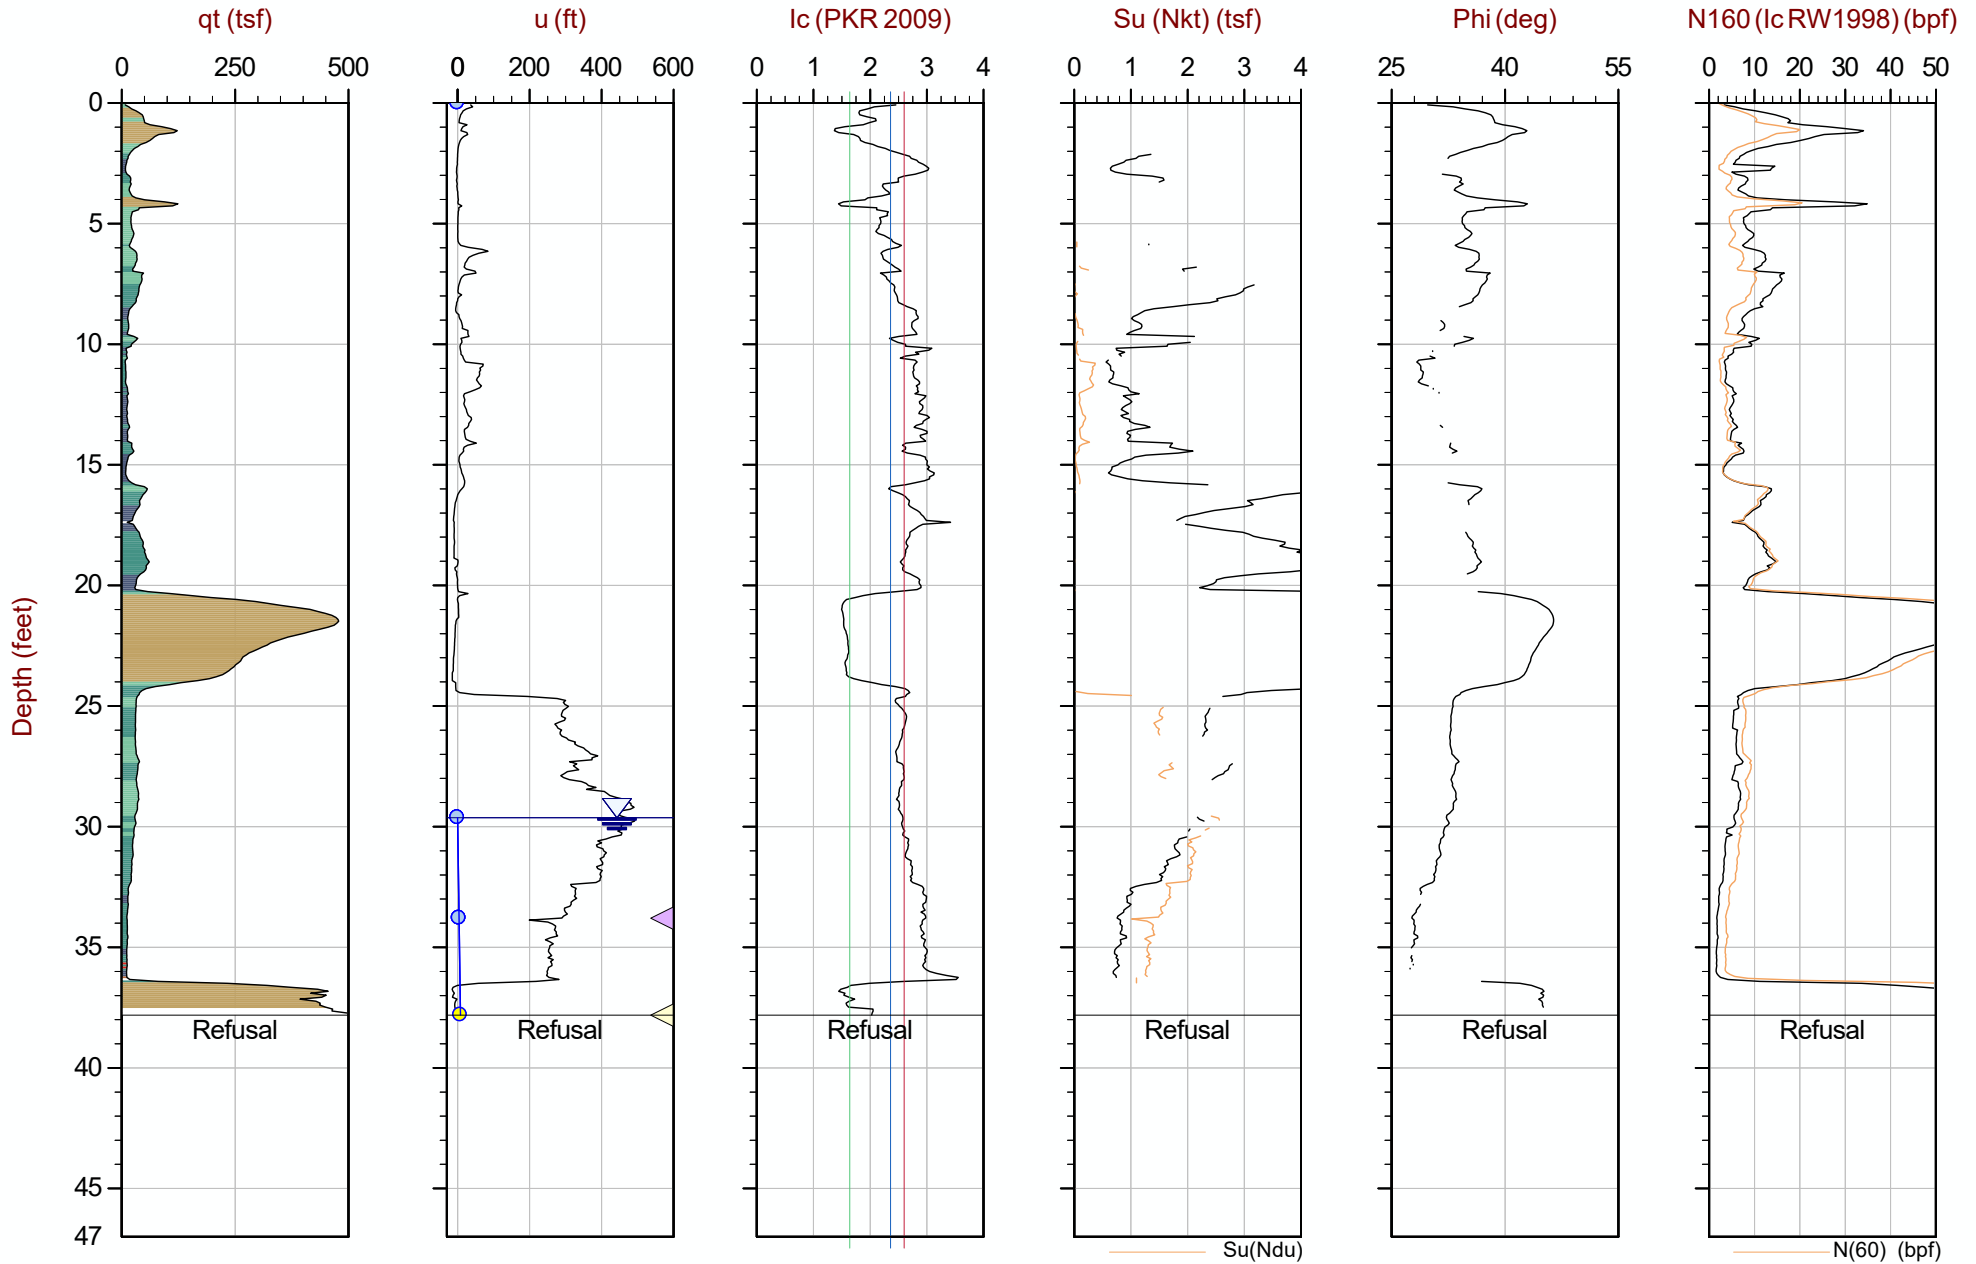 qt (tsf) u (ft) Ic (PKR 2009) Su (Nkt) (tsf) Phi (deg) N160 (Ic RW1998) (bpf)
0 250 500 0 200 400 600 0 1 2 3 4 0 1 2 3 4 25 40 55 0 10 20 30 40 50
0
5
10
15
20
25
30
35
40
45
47
Depth (feet)
Refusal Refusal Refusal Refusal Refusal Refusal
Su(Ndu) N(60) (bpf)